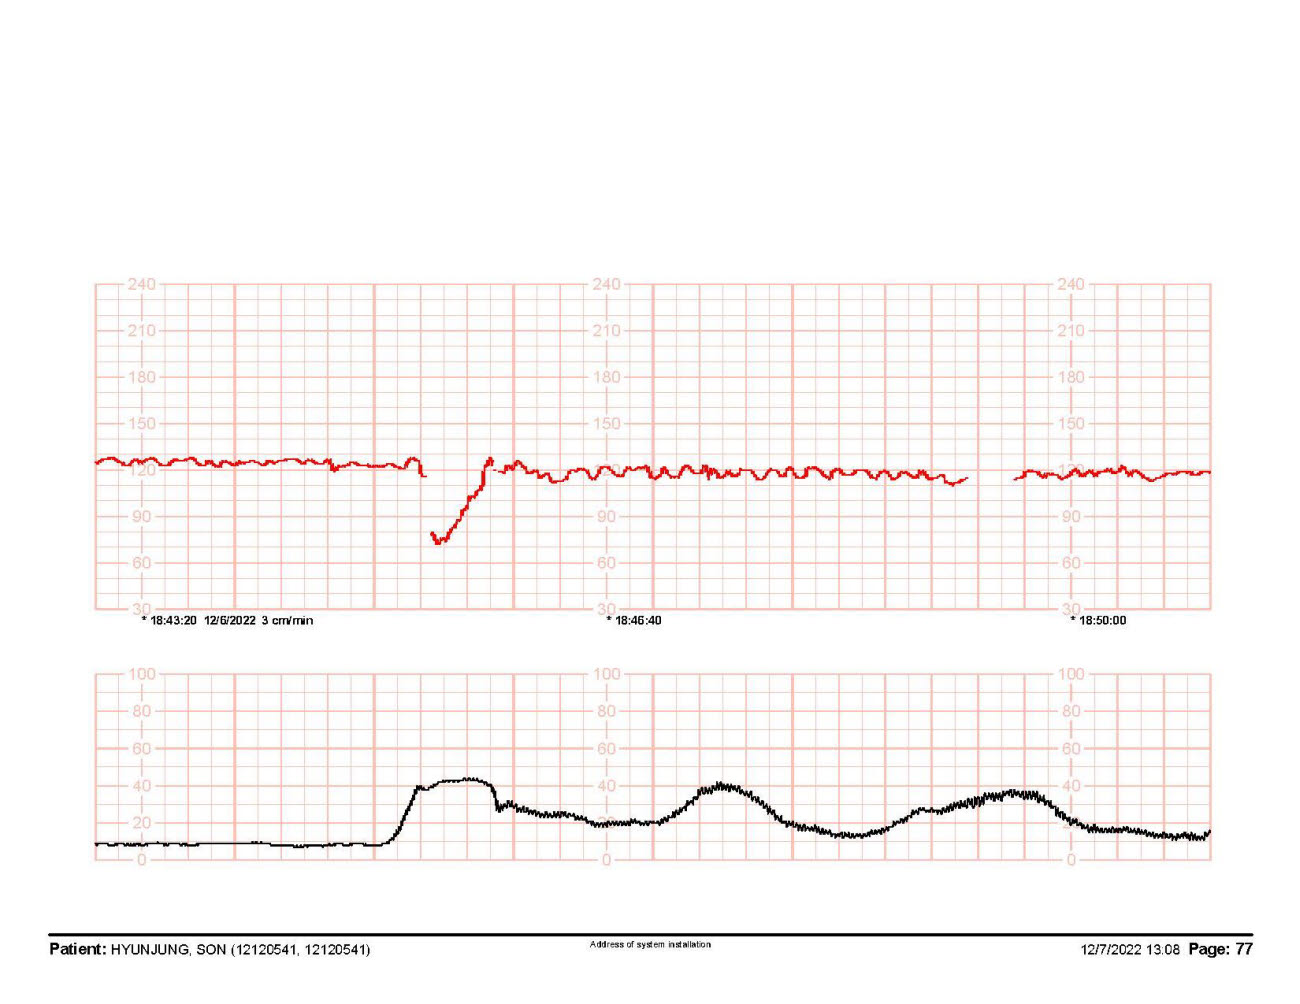 240 240 240
210 210 210
180 180 180
150 150 150
120 120 120
90 90 90
60 60 60
30 30 30
* 18:43:20 12/6/2022 3 cm/min * 18:46:40 * 18:50:00
100 100 100
80 80 80
60 60 60
40 40 40
20 20 20
0 0 0
Patient: HYUNJUNG, SON (12120541, 12120541) Address of system installation 12/7/2022 13:08 Page: 77